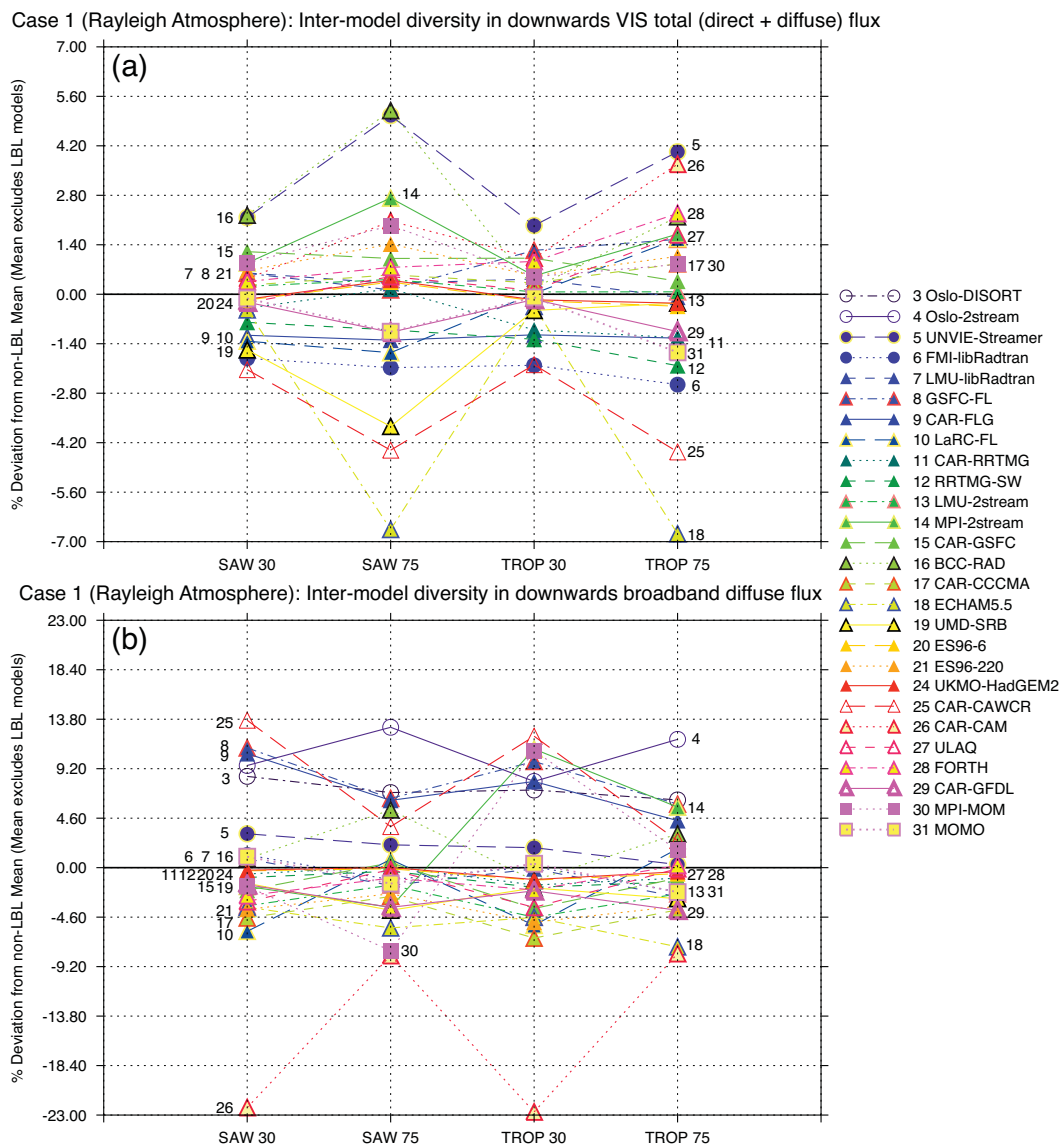 Case 1 (Rayleigh Atmosphere): Inter-model diversity in downwards VIS total (direct + diffuse) flux
(a)
% Deviation from non-LBL Mean (Mean excludes LBL models)
7.00
5.60
4.20
2.80
1.40
0.00
-1.40
-2.80
-4.20
-5.60
-7.00
16
15
7 8 21
20 24
9 10
19
14
5
26
28
27
17 30
13
29
11
31
12
6
25
18
SAW 30 SAW 75 TROP 30 TROP 75
Case 1 (Rayleigh Atmosphere): Inter-model diversity in downwards broadband diffuse flux
(b)
% Deviation from non-LBL Mean (Mean excludes LBL models)
23.00
18.40
13.80
9.20
4.60
0.00
-4.60
-9.20
-13.80
-18.40
-23.00
25
8
9
3
5
6 7 16
11122024
15 19
21
17
10
26
30
4
14
27 28
13 31
29
18
SAW 30 SAW 75 TROP 30 TROP 75
3 Oslo-DISORT
4 Oslo-2stream
5 UNVIE-Streamer
6 FMI-libRadtran
7 LMU-libRadtran
8 GSFC-FL
9 CAR-FLG
10 LaRC-FL
11 CAR-RRTMG
12 RRTMG-SW
13 LMU-2stream
14 MPI-2stream
15 CAR-GSFC
16 BCC-RAD
17 CAR-CCCMA
18 ECHAM5.5
19 UMD-SRB
20 ES96-6
21 ES96-220
24 UKMO-HadGEM2
25 CAR-CAWCR
26 CAR-CAM
27 ULAQ
28 FORTH
29 CAR-GFDL
30 MPI-MOM
31 MOMO